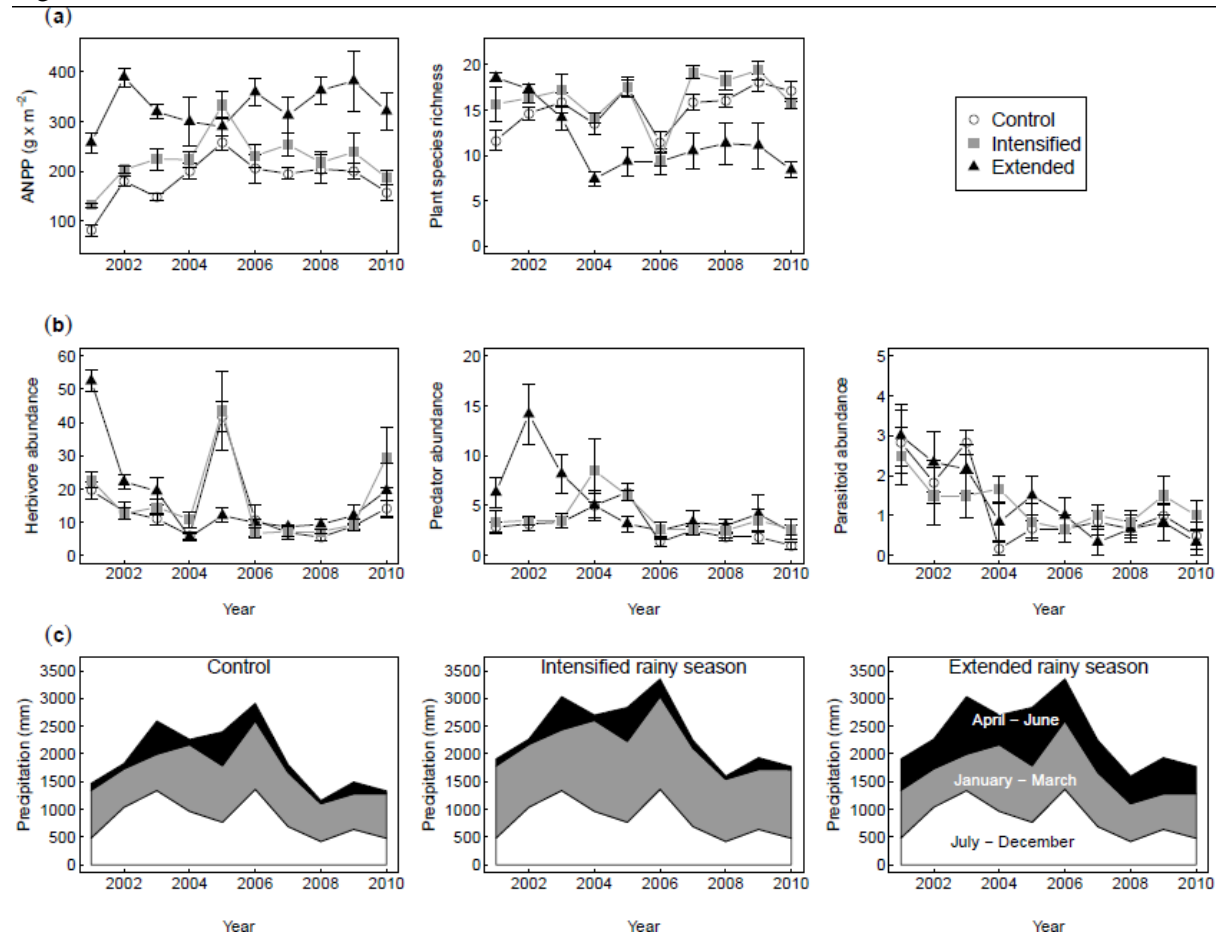 (a)
ANPP (g x m⁻²)
400
300
200
100
2002 2004 2006 2008 2010
Plant species richness
20
15
10
5
0
2002 2004 2006 2008 2010
Control
Intensified
Extended
(b)
Herbivore abundance
60
50
40
30
20
10
0
2002 2004 2006 2008 2010
Year
Predator abundance
20
15
10
5
0
2002 2004 2006 2008 2010
Year
Parasitoid abundance
5
4
3
2
1
0
2002 2004 2006 2008 2010
Year
(c)
Control
Precipitation (mm)
3500
3000
2500
2000
1500
1000
500
0
2002 2004 2006 2008 2010
Year
Intensified rainy season
Precipitation (mm)
3500
3000
2500
2000
1500
1000
500
0
2002 2004 2006 2008 2010
Year
Extended rainy season
Precipitation (mm)
3500
3000
2500
2000
1500
1000
500
0
April – June
January – March
July – December
2002 2004 2006 2008 2010
Year